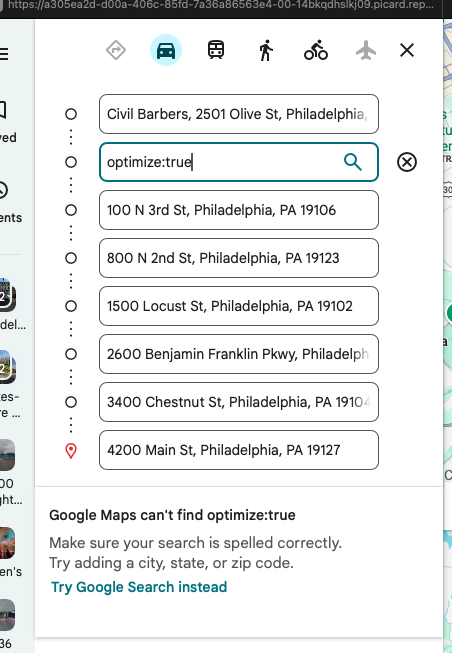 https://a305ea2d-d00a-406c-85fd-7a36a86563e4-00-14bkqdhslkj09.picard.rep...
Civil Barbers, 2501 Olive St, Philadelphia,
optimize:true
100 N 3rd St, Philadelphia, PA 19106
800 N 2nd St, Philadelphia, PA 19123
1500 Locust St, Philadelphia, PA 19102
2600 Benjamin Franklin Pkwy, Philadelph
3400 Chestnut St, Philadelphia, PA 19104
4200 Main St, Philadelphia, PA 19127
Google Maps can't find optimize:true
Make sure your search is spelled correctly.
Try adding a city, state, or zip code.
Try Google Search instead
ved
ents
2
del...
2
tes-
re ...
00
ght...
en's
36